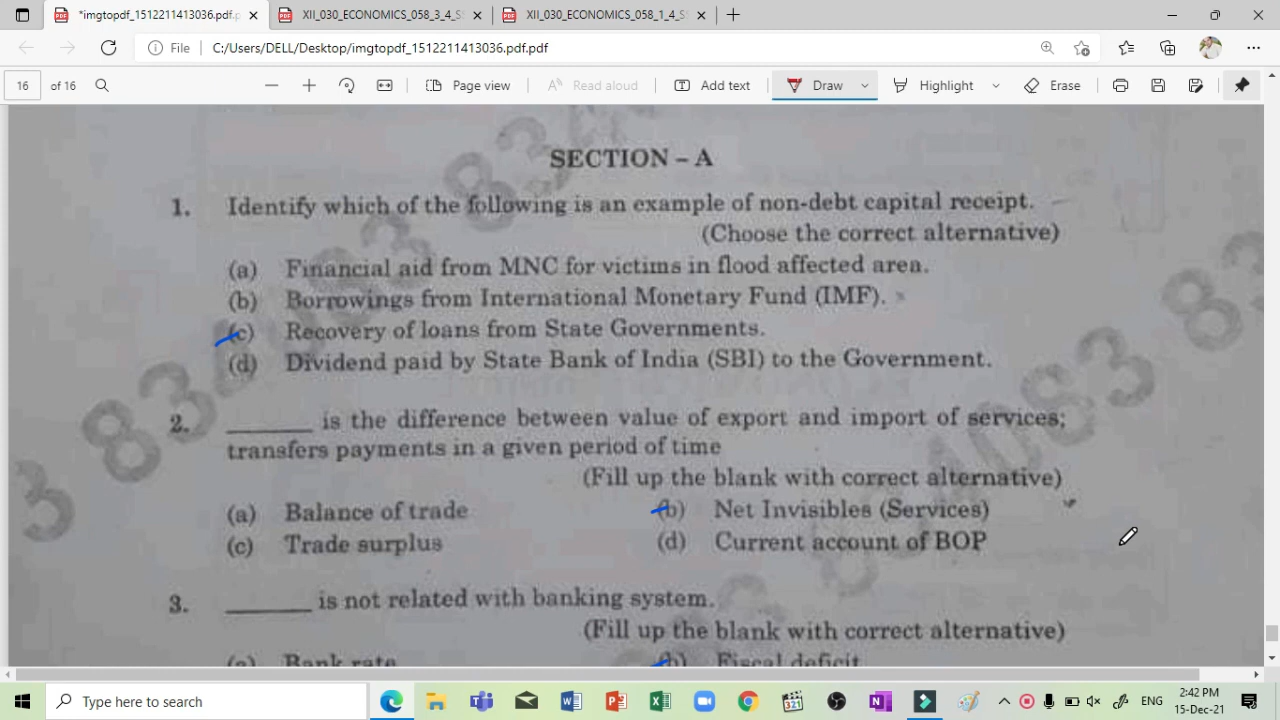 *imgtopdf_1512211413036.pdf.p
XII_030_ECONOMICS_058_3_4_S
XII_030_ECONOMICS_058_1_4_S
File C:/Users/DELL/Desktop/imgtopdf_1512211413036.pdf.pdf
16 of 16 Page view Read aloud Add text Draw Highlight Erase
SECTION – A
1. Identify which of the following is an example of non-debt capital receipt.
(Choose the correct alternative)
(a) Financial aid from MNC for victims in flood affected area.
(b) Borrowings from International Monetary Fund (IMF).
(c) Recovery of loans from State Governments.
(d) Dividend paid by State Bank of India (SBI) to the Government.
2. ______ is the difference between value of export and import of services;
transfers payments in a given period of time
(Fill up the blank with correct alternative)
(a) Balance of trade (b) Net Invisibles (Services)
(c) Trade surplus (d) Current account of BOP
3. ______ is not related with banking system.
(Fill up the blank with correct alternative)
(a) Bank rate (b) Fiscal deficit
Type here to search
ENG
2:42 PM
15-Dec-21